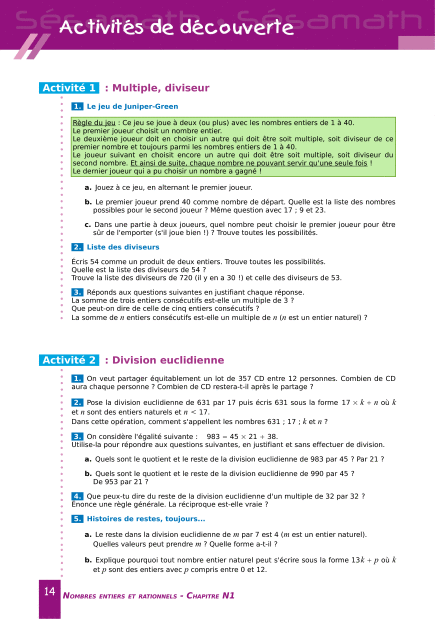 Sésamath Sésamath
Activités de découverte
Activité 1 : Multiple, diviseur
1. Le jeu de Juniper-Green
Règle du jeu : Ce jeu se joue à deux (ou plus) avec les nombres entiers de 1 à 40.
Le premier joueur choisit un nombre entier.
Le deuxième joueur doit en choisir un autre qui doit être soit multiple, soit diviseur de ce
premier nombre et toujours parmi les nombres entiers de 1 à 40.
Le joueur suivant en choisit encore un autre qui doit être soit multiple, soit diviseur du
second nombre. Et ainsi de suite, chaque nombre ne pouvant servir qu'une seule fois !
Le dernier joueur qui a pu choisir un nombre a gagné !
a. Jouez à ce jeu, en alternant le premier joueur.
b. Le premier joueur prend 40 comme nombre de départ. Quelle est la liste des nombres
possibles pour le second joueur ? Même question avec 17 ; 9 et 23.
c. Dans une partie à deux joueurs, quel nombre peut choisir le premier joueur pour être
sûr de l'emporter (s'il joue bien !) ? Trouve toutes les possibilités.
2. Liste des diviseurs
Écris 54 comme un produit de deux entiers. Trouve toutes les possibilités.
Quelle est la liste des diviseurs de 54 ?
Trouve la liste des diviseurs de 720 (il y en a 30 !) et celle des diviseurs de 53.
3. Réponds aux questions suivantes en justifiant chaque réponse.
La somme de trois entiers consécutifs est-elle un multiple de 3 ?
Que peut-on dire de celle de cinq entiers consécutifs ?
La somme de n entiers consécutifs est-elle un multiple de n (n est un entier naturel) ?
Activité 2 : Division euclidienne
1. On veut partager équitablement un lot de 357 CD entre 12 personnes. Combien de CD
aura chaque personne ? Combien de CD restera-t-il après le partage ?
2. Pose la division euclidienne de 631 par 17 puis écris 631 sous la forme 17 × k + n où k
et n sont des entiers naturels et n < 17.
Dans cette opération, comment s'appellent les nombres 631 ; 17 ; k et n ?
3. On considère l'égalité suivante : 983 = 45 × 21 + 38.
Utilise-la pour répondre aux questions suivantes, en justifiant et sans effectuer de division.
a. Quels sont le quotient et le reste de la division euclidienne de 983 par 45 ? Par 21 ?
b. Quels sont le quotient et le reste de la division euclidienne de 990 par 45 ?
De 953 par 21 ?
4. Que peux-tu dire du reste de la division euclidienne d'un multiple de 32 par 32 ?
Énonce une règle générale. La réciproque est-elle vraie ?
5. Histoires de restes, toujours...
a. Le reste dans la division euclidienne de m par 7 est 4 (m est un entier naturel).
Quelles valeurs peut prendre m ? Quelle forme a-t-il ?
b. Explique pourquoi tout nombre entier naturel peut s'écrire sous la forme 13k + p où k
et p sont des entiers avec p compris entre 0 et 12.
14 NOMBRES ENTIERS ET RATIONNELS - CHAPITRE N1